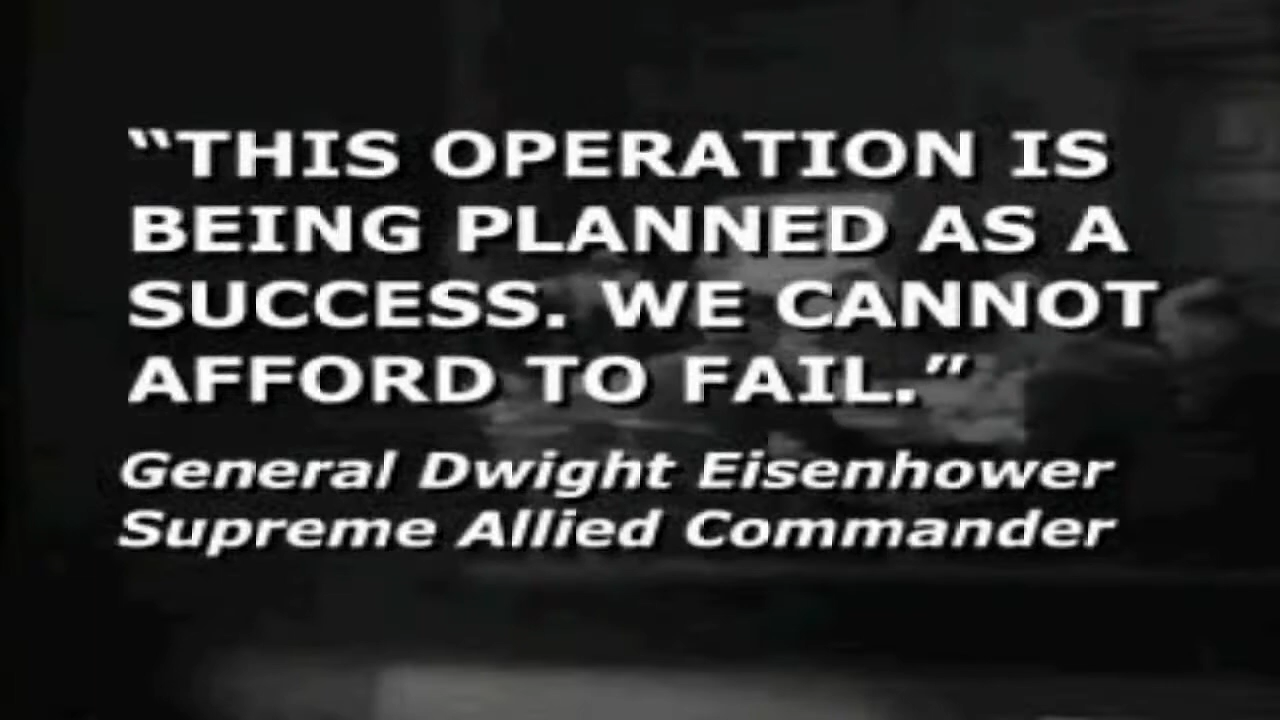 “THIS OPERATION IS
BEING PLANNED AS A
SUCCESS. WE CANNOT
AFFORD TO FAIL.”
General Dwight Eisenhower
Supreme Allied Commander